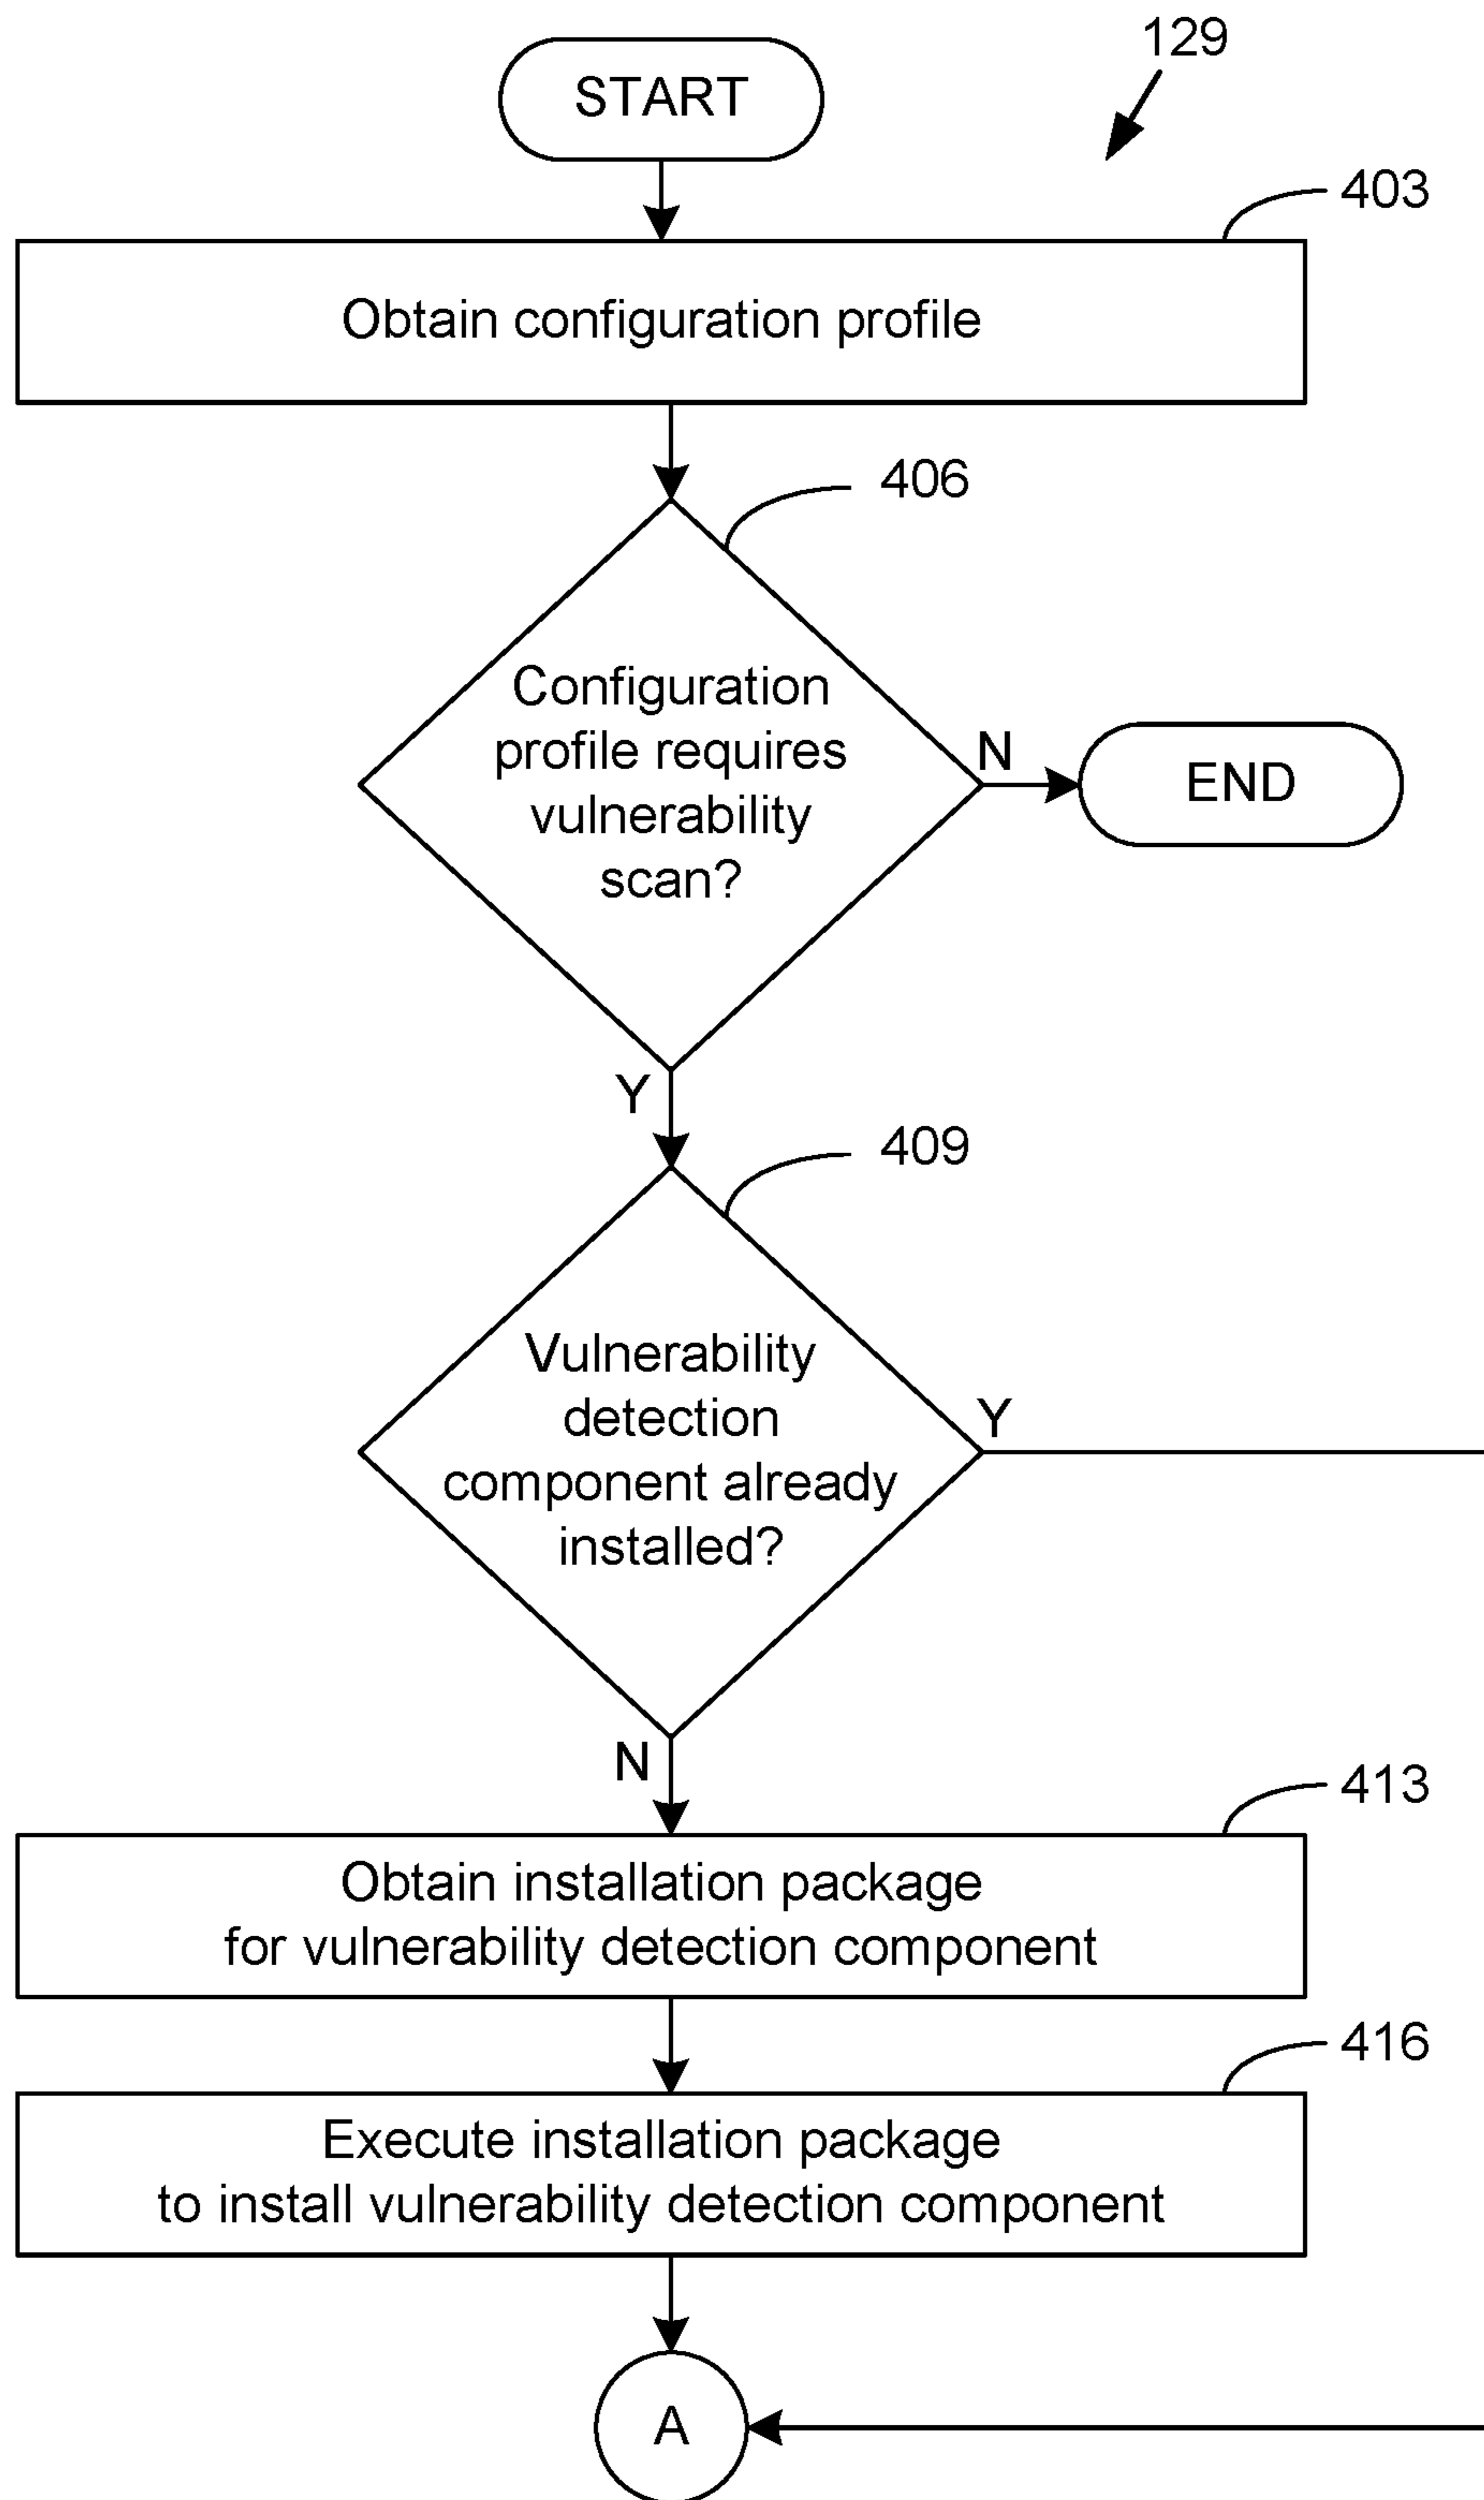 129
START
403
Obtain configuration profile
406
Configuration
profile requires
vulnerability
scan?
N
END
Y
409
Vulnerability
detection
component already
installed?
Y
N
413
Obtain installation package
for vulnerability detection component
416
Execute installation package
to install vulnerability detection component
A